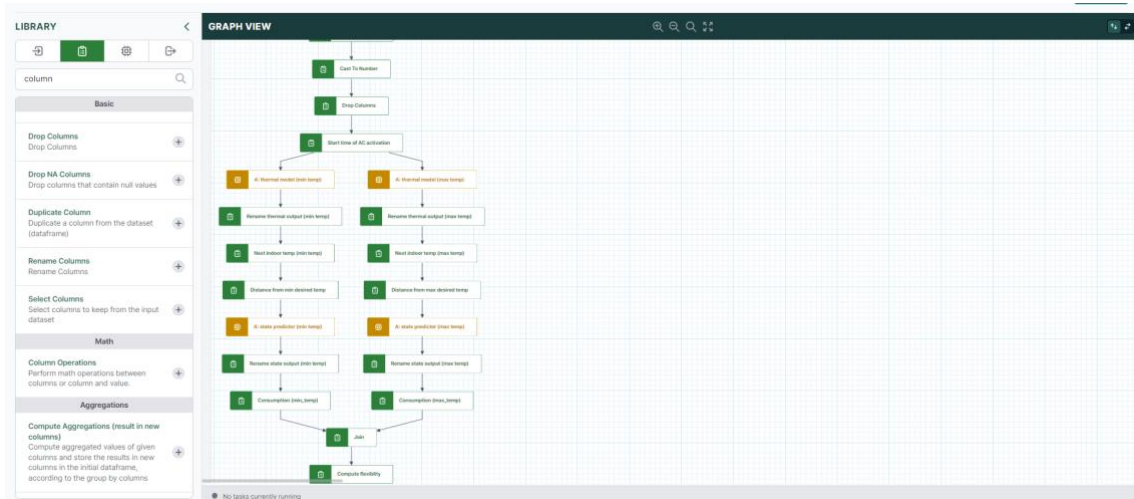 LIBRARY
GRAPH VIEW
column
Basic
Drop Columns
Drop Columns
Drop NA Columns
Drop columns that contain null values
Duplicate Column
Duplicate a column from the dataset
(dataframe)
Rename Columns
Rename Columns
Select Columns
Select columns to keep from the input
dataset
Math
Column Operations
Perform math operations between
columns or column and value.
Aggregations
Compute Aggregations (result in new
columns)
Compute aggregated values of given
columns and store the results in new
columns in the initial dataframe,
according to the group by columns
Cast To Number
Drop Columns
Start time of AC activation
A: thermal model (min temp)
A: thermal model (max temp)
Rename thermal output (min temp)
Rename thermal output (max temp)
Next indoor temp (min temp)
Next indoor temp (max temp)
Distance from min desired temp
Distance from max desired temp
A: state predictor (min temp)
A: state predictor (max temp)
Rename state output (min temp)
Rename state output (max temp)
Consumption (min_temp)
Consumption (max_temp)
Join
Compute flexibility
No tasks currently running